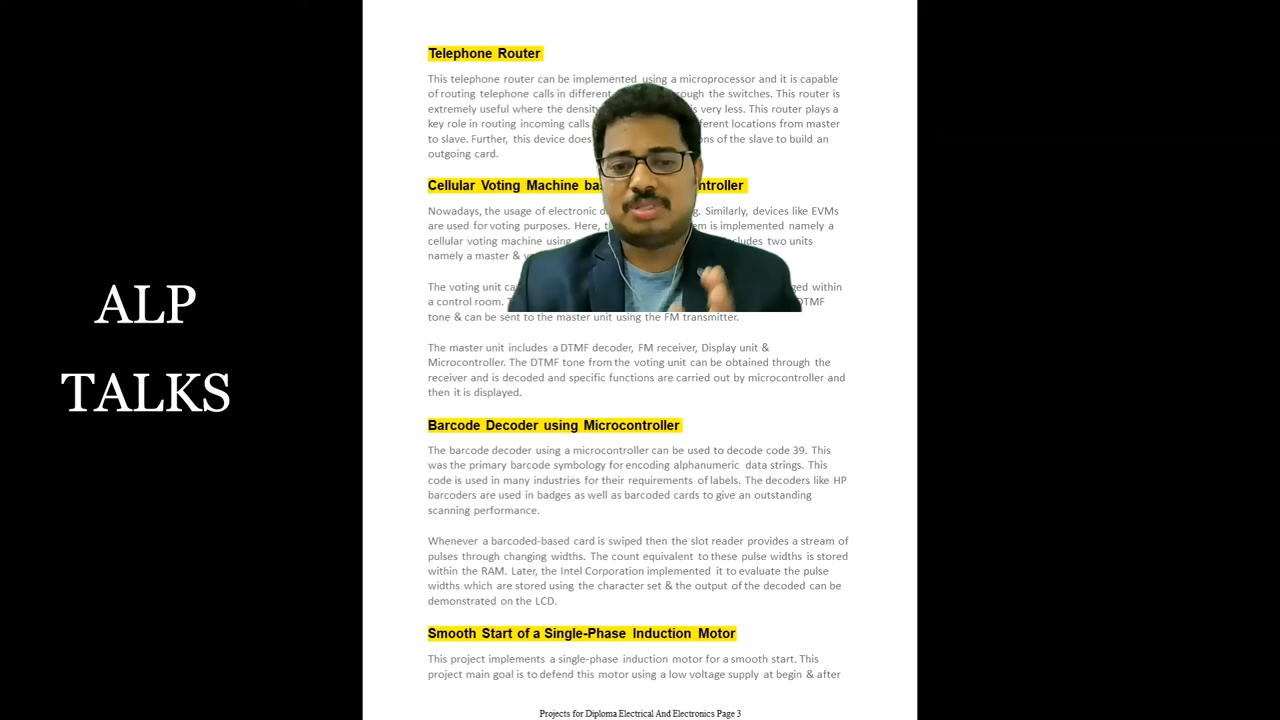 ALP
TALKS
Telephone Router
This telephone router can be implemented using a microprocessor and it is capable
of routing telephone calls in different through the switches. This router is
extremely useful where the density is very less. This router plays a
key role in routing incoming calls different locations from master
to slave. Further, this device does of the slave to build an
outgoing card.
Cellular Voting Machine
Nowadays, the usage of electronic Similarly, devices like EVMs
are used for voting purposes. Here, is implemented namely a
cellular voting machine using includes two units
namely a master &
The voting unit within
a control room. DTMF
tone & can be sent to the master unit using the FM transmitter.
The master unit includes a DTMF decoder, FM receiver, Display unit &
Microcontroller. The DTMF tone from the voting unit can be obtained through the
receiver and is decoded and specific functions are carried out by microcontroller and
then it is displayed.
Barcode Decoder using Microcontroller
The barcode decoder using a microcontroller can be used to decode code 39. This
was the primary barcode symbology for encoding alphanumeric data strings. This
code is used in many industries for their requirements of labels. The decoders like HP
barcoders are used in badges as well as barcoded cards to give an outstanding
scanning performance.
Whenever a barcoded-based card is swiped then the slot reader provides a stream of
pulses through changing widths. The count equivalent to these pulse widths is stored
within the RAM. Later, the Intel Corporation implemented it to evaluate the pulse
widths which are stored using the character set & the output of the decoded can be
demonstrated on the LCD.
Smooth Start of a Single-Phase Induction Motor
This project implements a single-phase induction motor for a smooth start. This
project main goal is to defend this motor using a low voltage supply at begin & after
Projects for Diploma Electrical And Electronics Page 3